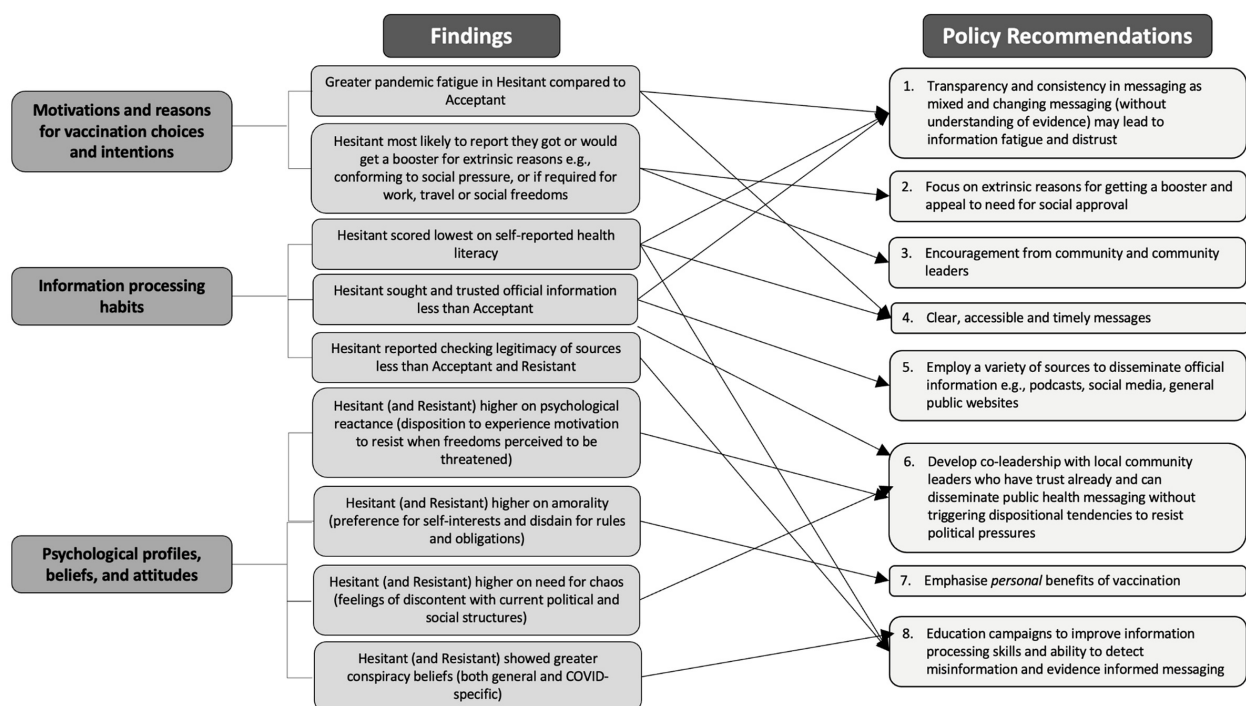 Findings
Policy Recommendations
Motivations and reasons
for vaccination choices
and intentions
Greater pandemic fatigue in Hesitant compared to
Acceptant
Hesitant most likely to report they got or would
get a booster for extrinsic reasons e.g.,
conforming to social pressure, or if required for
work, travel or social freedoms
Information processing
habits
Hesitant scored lowest on self-reported health
literacy
Hesitant sought and trusted official information
less than Acceptant
Hesitant reported checking legitimacy of sources
less than Acceptant and Resistant
Psychological profiles,
beliefs, and attitudes
Hesitant (and Resistant) higher on psychological
reactance (disposition to experience motivation
to resist when freedoms perceived to be
threatened)
Hesitant (and Resistant) higher on amorality
(preference for self-interests and disdain for rules
and obligations)
Hesitant (and Resistant) higher on need for chaos
(feelings of discontent with current political and
social structures)
Hesitant (and Resistant) showed greater
conspiracy beliefs (both general and COVID-
specific)
1. Transparency and consistency in messaging as
mixed and changing messaging (without
understanding of evidence) may lead to
information fatigue and distrust
2. Focus on extrinsic reasons for getting a booster and
appeal to need for social approval
3. Encouragement from community and community
leaders
4. Clear, accessible and timely messages
5. Employ a variety of sources to disseminate official
information e.g., podcasts, social media, general
public websites
6. Develop co-leadership with local community
leaders who have trust already and can
disseminate public health messaging without
triggering dispositional tendencies to resist
political pressures
7. Emphasise personal benefits of vaccination
8. Education campaigns to improve information
processing skills and ability to detect
misinformation and evidence informed messaging